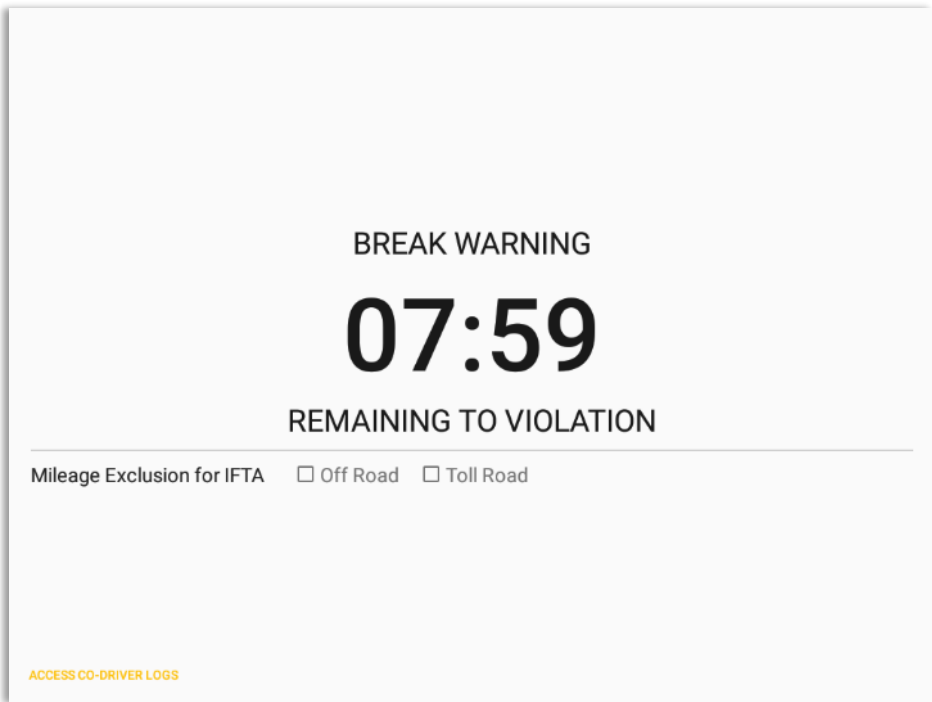 BREAK WARNING
07:59
REMAINING TO VIOLATION
Mileage Exclusion for IFTA ☐ Off Road ☐ Toll Road
ACCESS CO-DRIVER LOGS